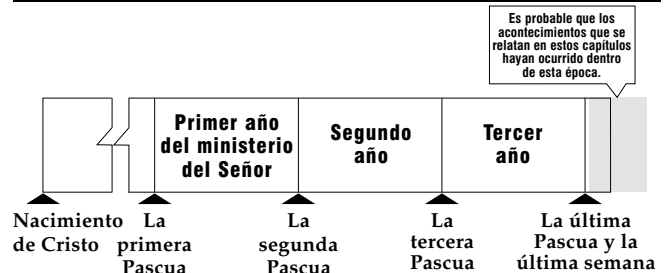 Es probable que los
acontecimientos que se
relatan en estos capítulos
hayan ocurrido dentro
de esta época.
Primer año
del ministerio
del Señor
Segundo
año
Tercer
año
Nacimiento
de Cristo
La
primera
Pascua
La
segunda
Pascua
La
tercera
Pascua
La última
Pascua y la
última semana